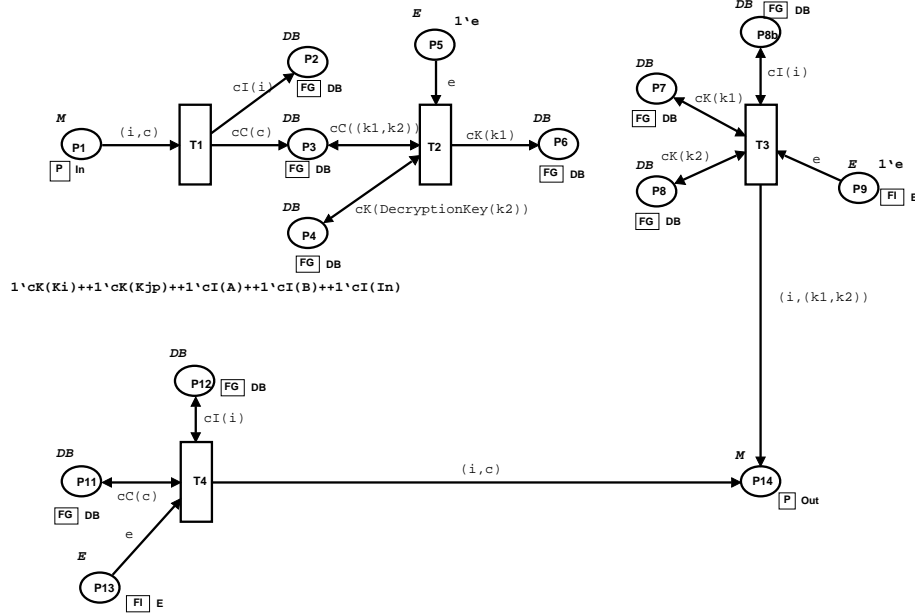 DB FG DB
P8b
cI(i)
E 1`e
P5
e
DB
P2
cI(i)
FG DB
DB
P7
cK(k1)
FG DB
M
P1
(i,c)
P In
T1
cC(c)
DB
P3
FG DB
cC((k1,k2))
T2
cK(k1)
DB
P6
FG DB
T3
DB
P8
cK(k2)
FG DB
e
E 1`e
P9
FI E
DB
P4
FG DB
cK(DecryptionKey(k2))
1`cK(Ki)++1`cK(Kjp)++1`cI(A)++1`cI(B)++1`cI(In)
(i,(k1,k2))
DB
P12
FG DB
cI(i)
DB
P11
cC(c)
FG DB
T4
(i,c)
M
P14
P Out
e
E
P13
FI E